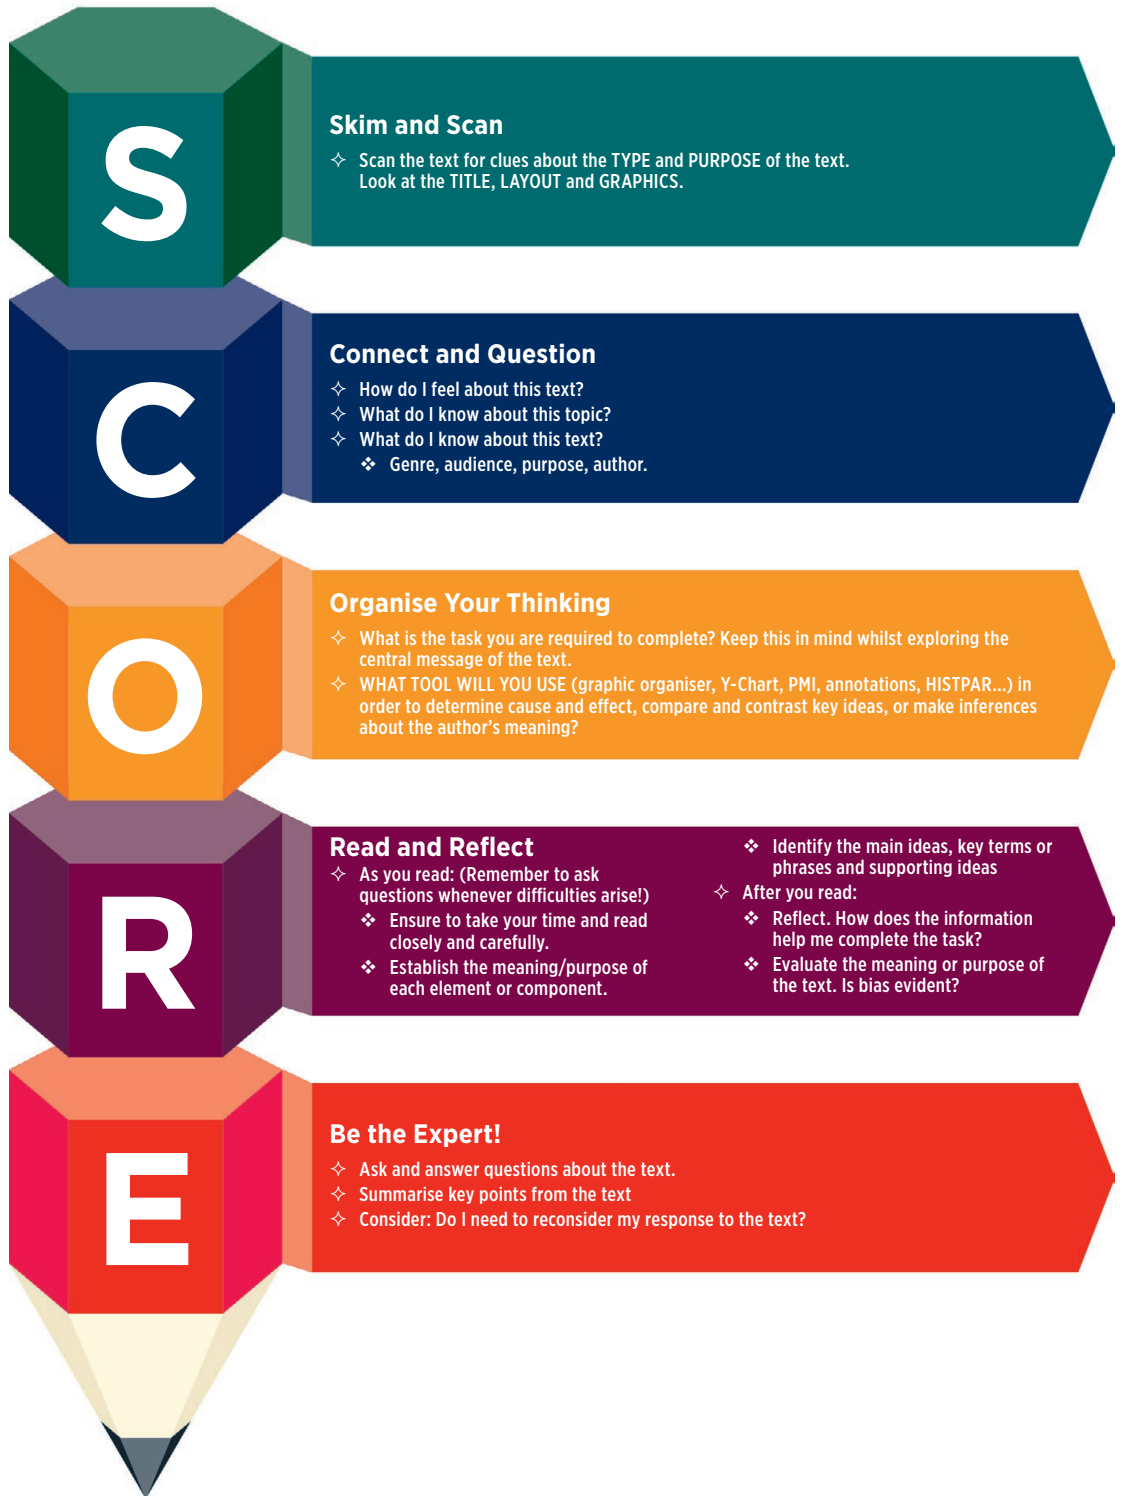 S
Skim and Scan
✧ Scan the text for clues about the TYPE and PURPOSE of the text.
Look at the TITLE, LAYOUT and GRAPHICS.
C
Connect and Question
✧ How do I feel about this text?
✧ What do I know about this topic?
✧ What do I know about this text?
❖ Genre, audience, purpose, author.
O
Organise Your Thinking
✧ What is the task you are required to complete? Keep this in mind whilst exploring the
central message of the text.
✧ WHAT TOOL WILL YOU USE (graphic organiser, Y-Chart, PMI, annotations, HISTPAR...) in
order to determine cause and effect, compare and contrast key ideas, or make inferences
about the author's meaning?
R
Read and Reflect
✧ As you read: (Remember to ask
questions whenever difficulties arise!)
❖ Ensure to take your time and read
closely and carefully.
❖ Establish the meaning/purpose of
each element or component.
❖ Identify the main ideas, key terms or
phrases and supporting ideas
✧ After you read:
❖ Reflect. How does the information
help me complete the task?
❖ Evaluate the meaning or purpose of
the text. Is bias evident?
E
Be the Expert!
✧ Ask and answer questions about the text.
✧ Summarise key points from the text
✧ Consider: Do I need to reconsider my response to the text?